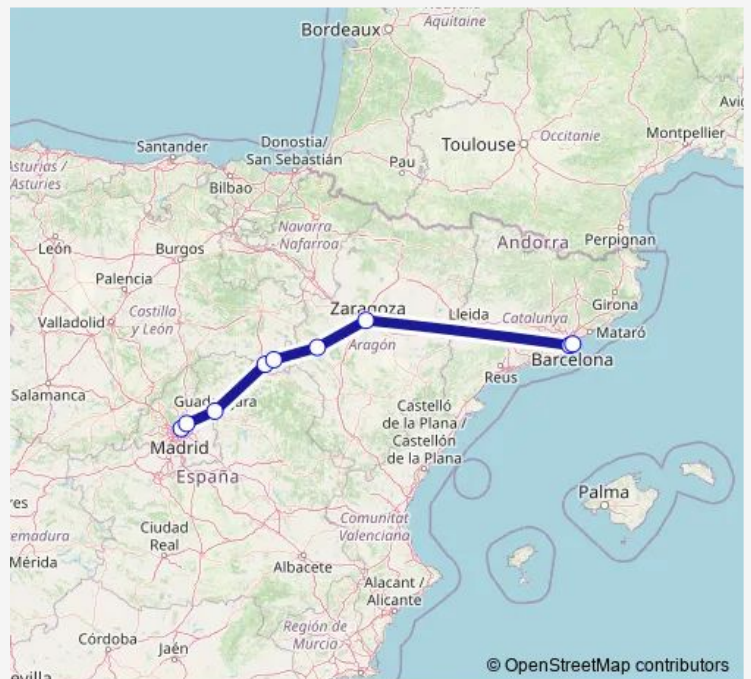 Aquitaine
Bordeaux
Montpellier
Toulouse
Occitanie
Santander
Donostia/
San Sebastián
Pau
Asturias /
Asturies
Bilbao
Navarra
- Nafarroa
Andorra
Perpignan
León
Burgos
Palencia
Girona
Castilla
y León
Zaragoza
Lleida
Catalunya
Valladolid
Mataró
Aragón
Barcelona
Reus
Salamanca
Castelló
de la Plana /
Castellón
de la Plana
Madrid
España
Palma
Comunitat
Valenciana
Ciudad
Real
Mérida
Albacete
Alacant /
Alicante
Región de
Murcia
Córdoba
Jaén
© OpenStreetMap contributors